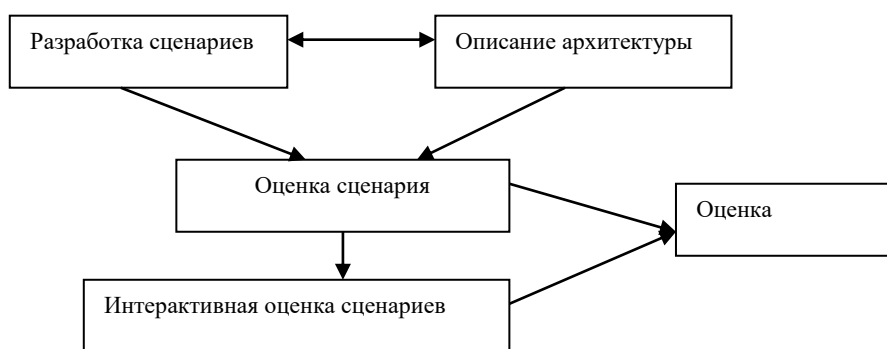 Разработка сценариев
Описание архитектуры
Оценка сценария
Оценка
Интерактивная оценка сценариев